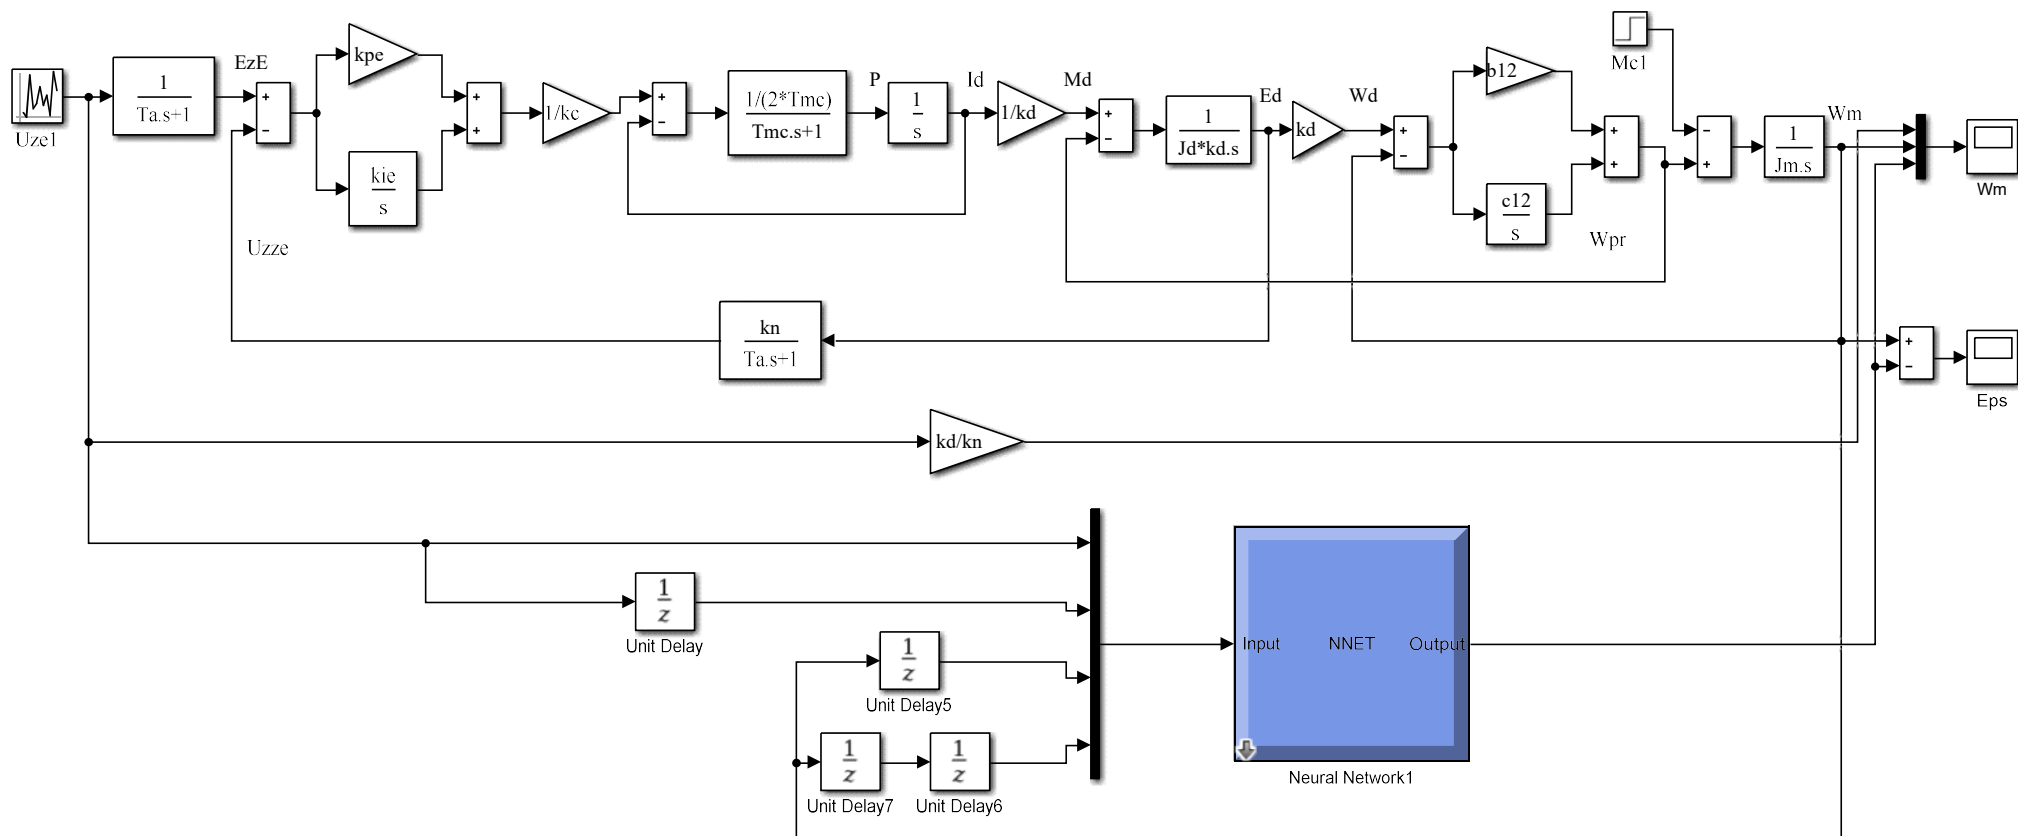 Uze1
1
Ta.s+1
EzE
+
−
kpe
kie
s
+
+
1/kc
+
−
1/(2*Tmc)
Tmc.s+1
P
1
s
Id
1/kd
Md
+
−
1
Jd*kd.s
Ed
kd
Wd
+
−
b12
c12
s
+
+
Wpr
Mc1
−
+
1
Jm.s
Wm
Wm
Uzze
kn
Ta.s+1
+
−
Eps
kd/kn
1
z
Unit Delay
1
z
Unit Delay5
1
z
Unit Delay7
1
z
Unit Delay6
Input
NNET
Output
Neural Network1